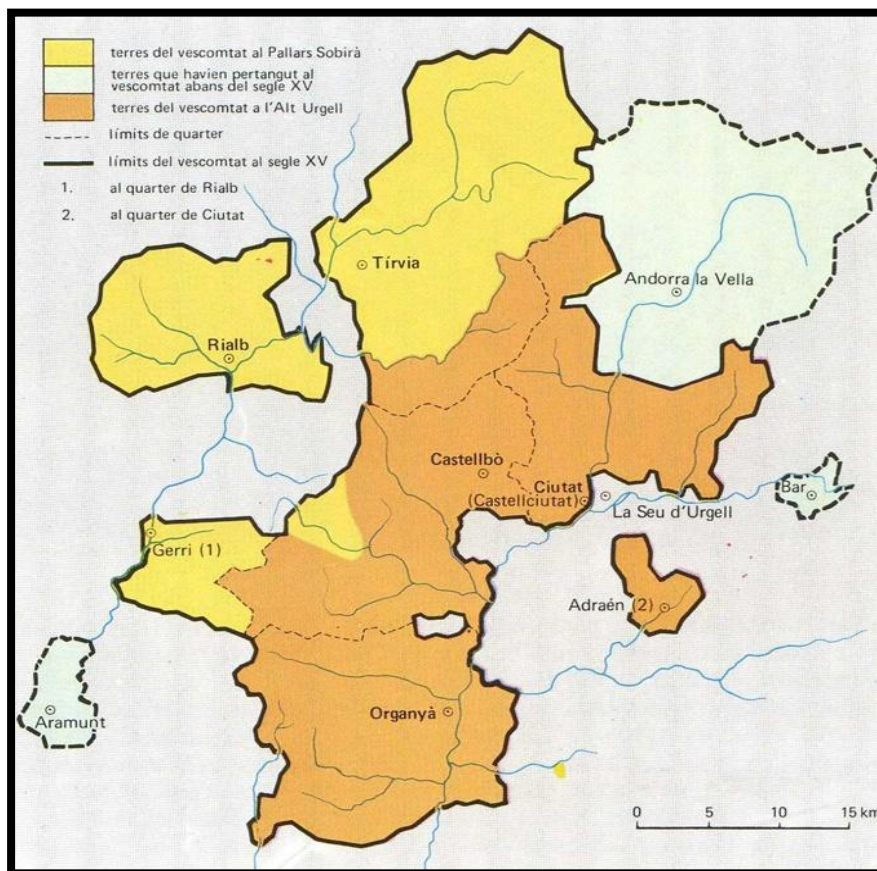 terres del vescomtat al Pallars Sobirà
terres que havien pertangut al
vescomtat abans del segle XV
terres del vescomtat a l'Alt Urgell
límits de quarter
límits del vescomtat al segle XV
1. al quarter de Rialb
2. al quarter de Ciutat
Tírvia
Andorra la Vella
Rialb
Castellbò
Ciutat
(Castellciutat)
La Seu d'Urgell
Bar
Gerri (1)
Adraén (2)
Aramunt
Organyà
0 5 10 15 km